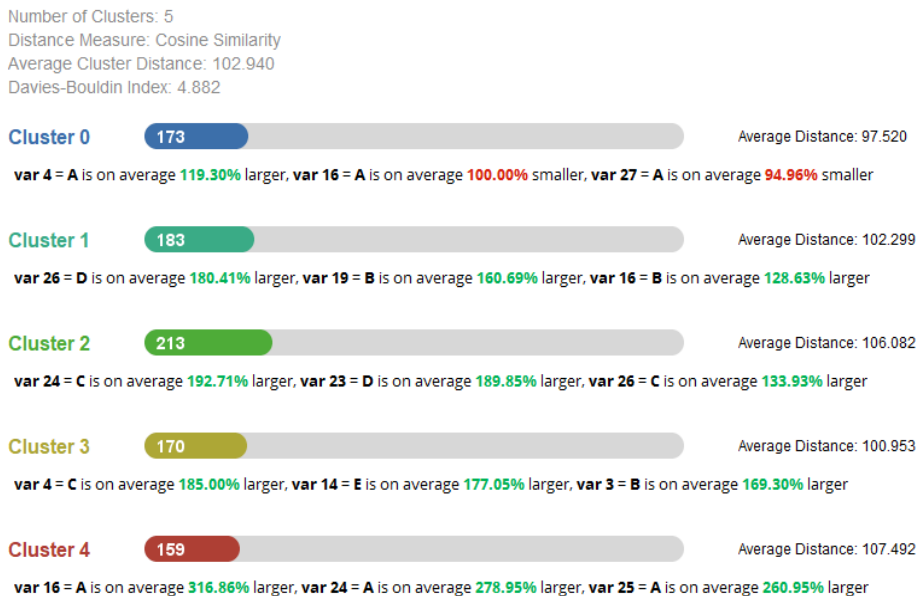 Number of Clusters: 5
Distance Measure: Cosine Similarity
Average Cluster Distance: 102.940
Davies-Bouldin Index: 4.882
Cluster 0 173 Average Distance: 97.520
var 4 = A is on average 119.30% larger, var 16 = A is on average 100.00% smaller, var 27 = A is on average 94.96% smaller
Cluster 1 183 Average Distance: 102.299
var 26 = D is on average 180.41% larger, var 19 = B is on average 160.69% larger, var 16 = B is on average 128.63% larger
Cluster 2 213 Average Distance: 106.082
var 24 = C is on average 192.71% larger, var 23 = D is on average 189.85% larger, var 26 = C is on average 133.93% larger
Cluster 3 170 Average Distance: 100.953
var 4 = C is on average 185.00% larger, var 14 = E is on average 177.05% larger, var 3 = B is on average 169.30% larger
Cluster 4 159 Average Distance: 107.492
var 16 = A is on average 316.86% larger, var 24 = A is on average 278.95% larger, var 25 = A is on average 260.95% larger